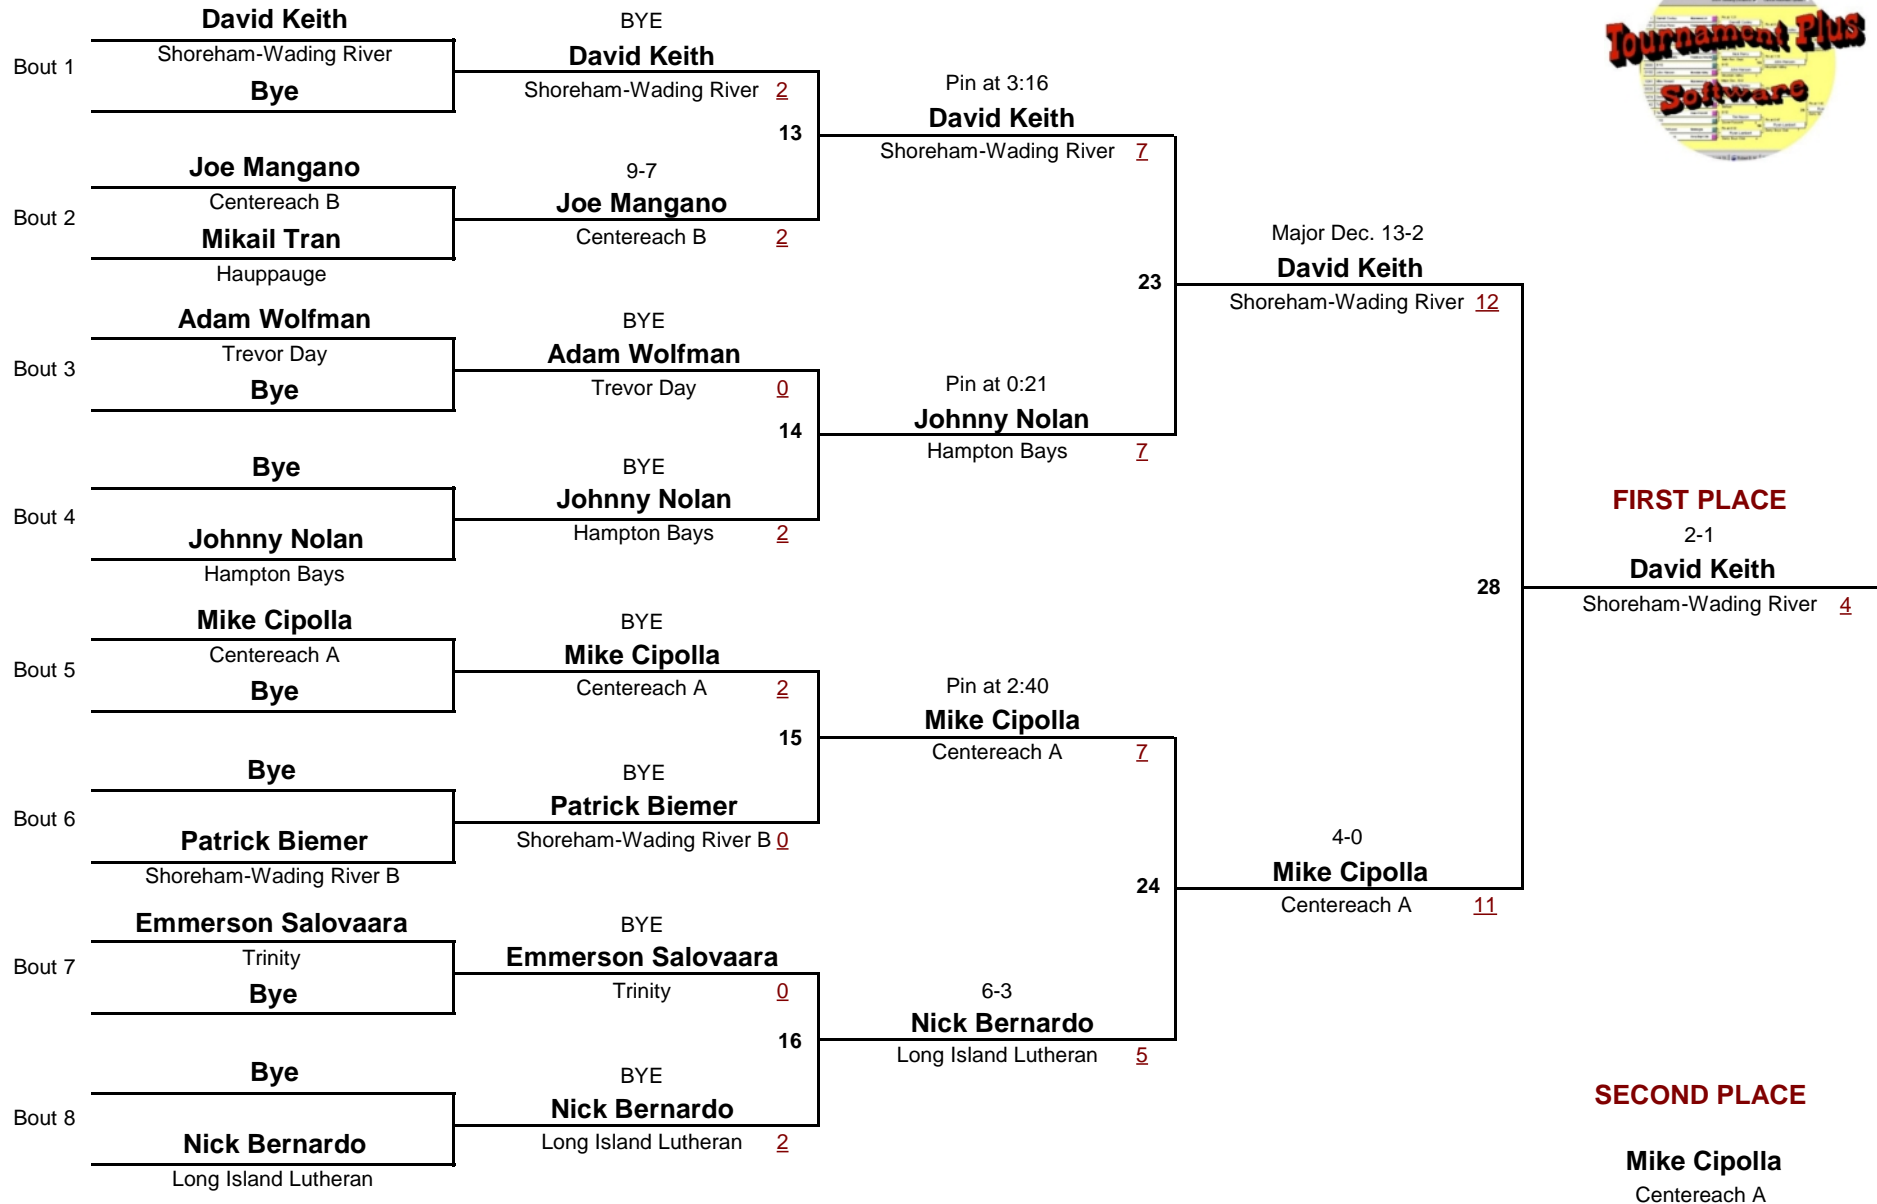 David Keith
Shoreham-Wading River
Bout 1
Bye
BYE
David Keith
Shoreham-Wading River 2
13
Joe Mangano
Centereach B
Bout 2
Mikail Tran
Hauppauge
9-7
Joe Mangano
Centereach B 2
Pin at 3:16
David Keith
Shoreham-Wading River 7
23
Adam Wolfman
Trevor Day
Bout 3
Bye
BYE
Adam Wolfman
Trevor Day 0
14
Bye
Bout 4
Johnny Nolan
Hampton Bays
BYE
Johnny Nolan
Hampton Bays 2
Pin at 0:21
Johnny Nolan
Hampton Bays 7
Major Dec. 13-2
David Keith
Shoreham-Wading River 12
28
Mike Cipolla
Centereach A
Bout 5
Bye
BYE
Mike Cipolla
Centereach A 2
15
Bye
Bout 6
Patrick Biemer
Shoreham-Wading River B
BYE
Patrick Biemer
Shoreham-Wading River B 0
Pin at 2:40
Mike Cipolla
Centereach A 7
24
Emmerson Salovaara
Trinity
Bout 7
Bye
BYE
Emmerson Salovaara
Trinity 0
16
Bye
Bout 8
Nick Bernardo
Long Island Lutheran
BYE
Nick Bernardo
Long Island Lutheran 2
6-3
Nick Bernardo
Long Island Lutheran 5
4-0
Mike Cipolla
Centereach A 11
Tournament Plus
Software
FIRST PLACE
2-1
David Keith
Shoreham-Wading River 4
SECOND PLACE
Mike Cipolla
Centereach A